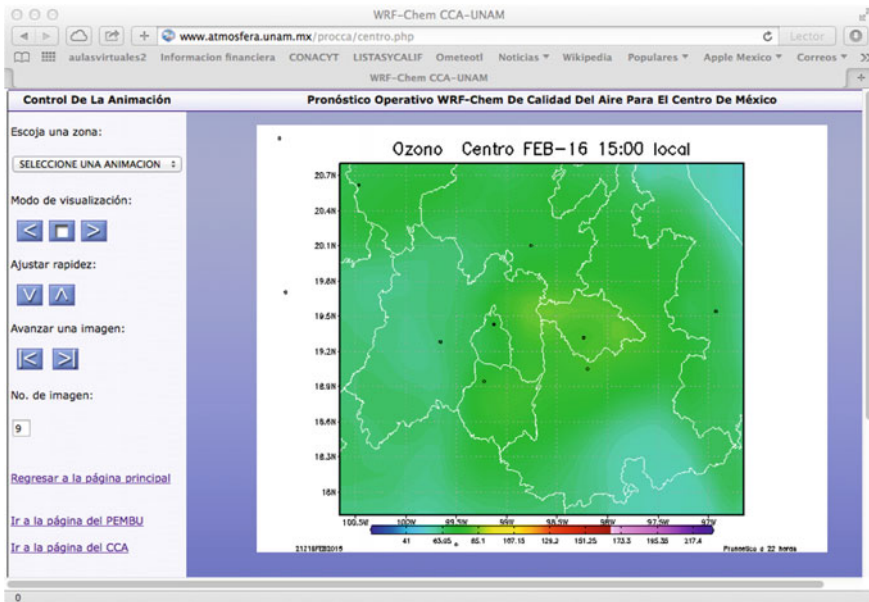 WRF-Chem CCA-UNAM
www.atmosfera.unam.mx/procca/centro.php
Lector
aulasvirtuales2 Informacion financiera CONACYT LISTASYCALIF Ometeotl Noticias Wikipedia Populares Apple Mexico Correos
WRF-Chem CCA-UNAM
Control De La Animación
Pronóstico Operativo WRF-Chem De Calidad Del Aire Para El Centro De México
Escoja una zona:
SELECCIONE UNA ANIMACION
Modo de visualización:
Ajustar rapidez:
Avanzar una imagen:
No. de imagen:
9
Regresar a la página principal
Ir a la página del PEMBU
Ir a la página del CCA
Ozono Centro FEB-16 15:00 local
20.7N
20.4N
20.1N
19.8N
19.5N
19.2N
18.9N
18.6N
18.3N
18N
100.5W 100W 99.5W 99W 98.5W 98W 97.5W 97W
41 63.05 85.1 107.15 129.2 151.25 173.3 195.35 217.4
Pronostico a 22 horas
0